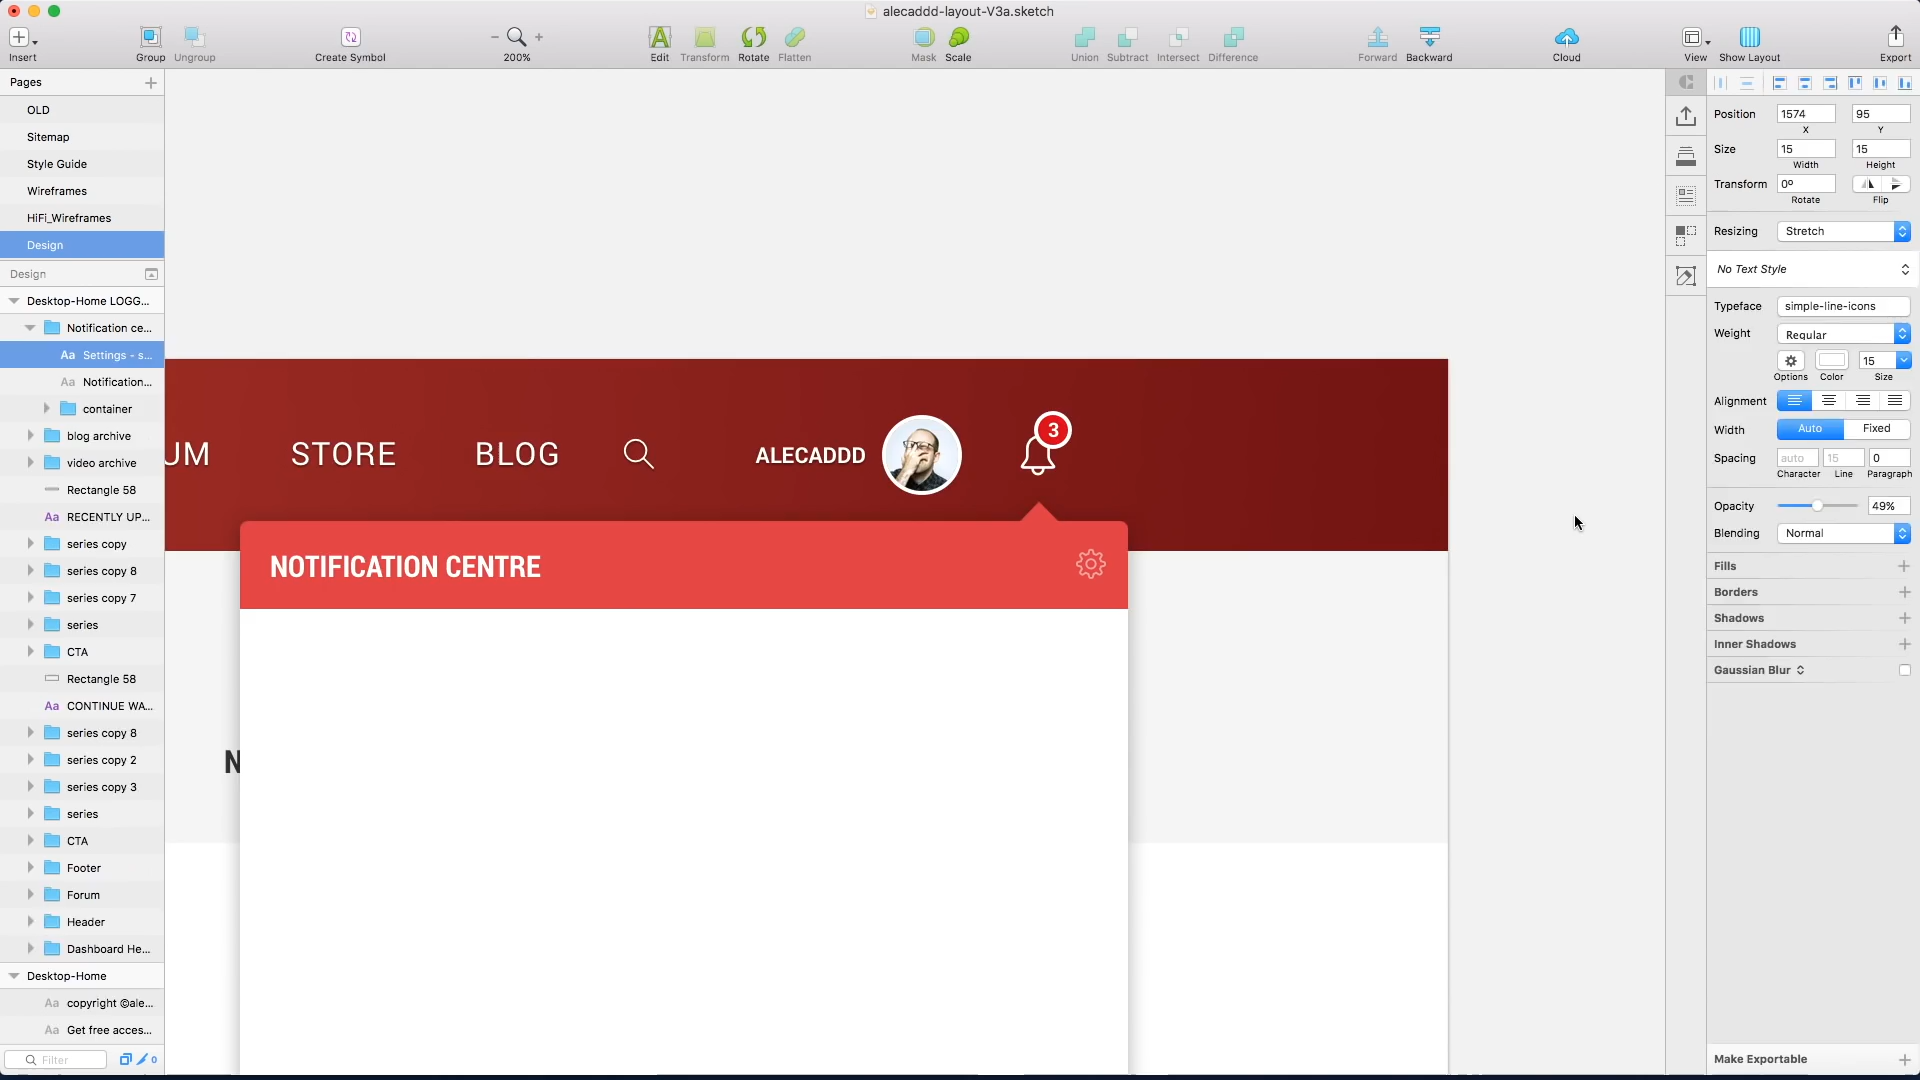 alecaddd-layout-V3a.sketch
Insert
Group
Ungroup
Create Symbol
200%
Edit
Transform
Rotate
Flatten
Mask
Scale
Union
Subtract
Intersect
Difference
Forward
Backward
Cloud
View
Show Layout
Export
Pages
OLD
Sitemap
Style Guide
Wireframes
HiFi_Wireframes
Design
Design
Desktop-Home LOGG...
Notification ce...
Aa Settings - s...
Aa Notification...
container
blog archive
video archive
Rectangle 58
Aa RECENTLY UP...
series copy
series copy 8
series copy 7
series
CTA
Rectangle 58
Aa CONTINUE WA...
series copy 8
series copy 2
series copy 3
series
CTA
Footer
Forum
Header
Dashboard He...
Desktop-Home
Aa copyright ©ale...
Aa Get free acces...
Filter
0
UM
STORE
BLOG
ALECADDD
3
NOTIFICATION CENTRE
N
Position 1574 95
X Y
Size 15 15
Width Height
Transform 0º
Rotate Flip
Resizing Stretch
No Text Style
Typeface simple-line-icons
Weight Regular
15
Options Color Size
Alignment
Width Auto Fixed
Spacing auto 15 0
Character Line Paragraph
Opacity 49%
Blending Normal
Fills
Borders
Shadows
Inner Shadows
Gaussian Blur
Make Exportable